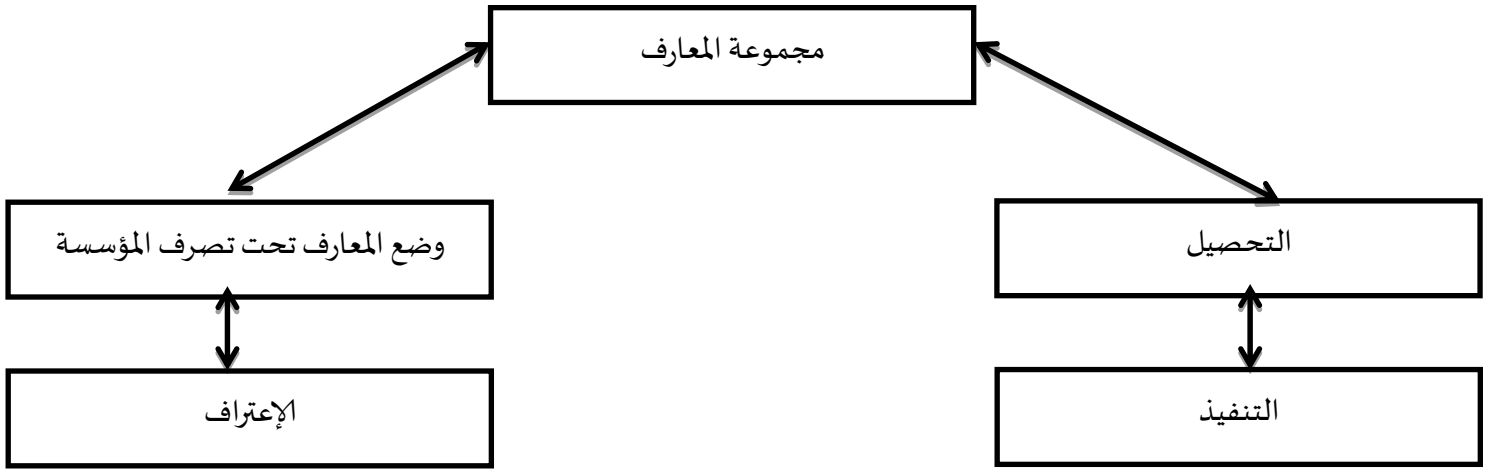 مجموعة المعارف
التحصيل
وضع المعارف تحت تصرف المؤسسة
التنفيذ
الإعتراف